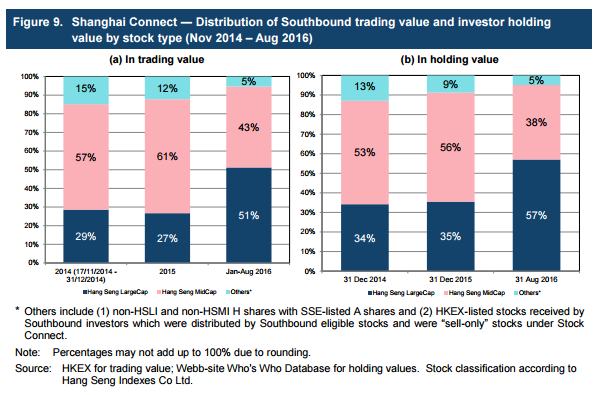 Figure 9. Shanghai Connect — Distribution of Southbound trading value and investor holding
value by stock type (Nov 2014 – Aug 2016)
(a) In trading value
100%
90%
80%
70%
60%
50%
40%
30%
20%
10%
0%
15%
57%
29%
12%
61%
27%
5%
43%
51%
2014 (17/11/2014 -
31/12/2014)
2015
Jan-Aug 2016
Hang Seng LargeCap
Hang Seng MidCap
Others*
(b) In holding value
100%
90%
80%
70%
60%
50%
40%
30%
20%
10%
0%
13%
53%
34%
9%
56%
35%
5%
38%
57%
31 Dec 2014
31 Dec 2015
31 Aug 2016
Hang Seng LargeCap
Hang Seng MidCap
Others*
* Others include (1) non-HSLI and non-HSMI H shares with SSE-listed A shares and (2) HKEX-listed stocks received by
Southbound investors which were distributed by Southbound eligible stocks and were “sell-only” stocks under Stock
Connect.
Note: Percentages may not add up to 100% due to rounding.
Source: HKEX for trading value; Webb-site Who’s Who Database for holding values. Stock classification according to
Hang Seng Indexes Co Ltd.